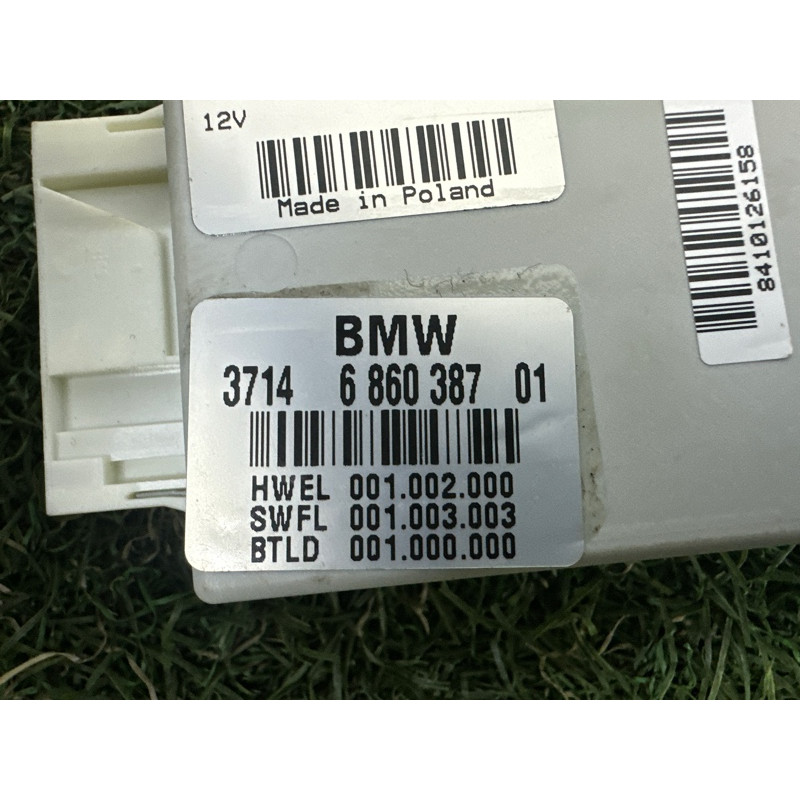 12V
Made in Poland
8410126158
BMW
3714 6 860 387 01
HWEL 001.002.000
SWFL 001.003.003
BTLD 001.000.000